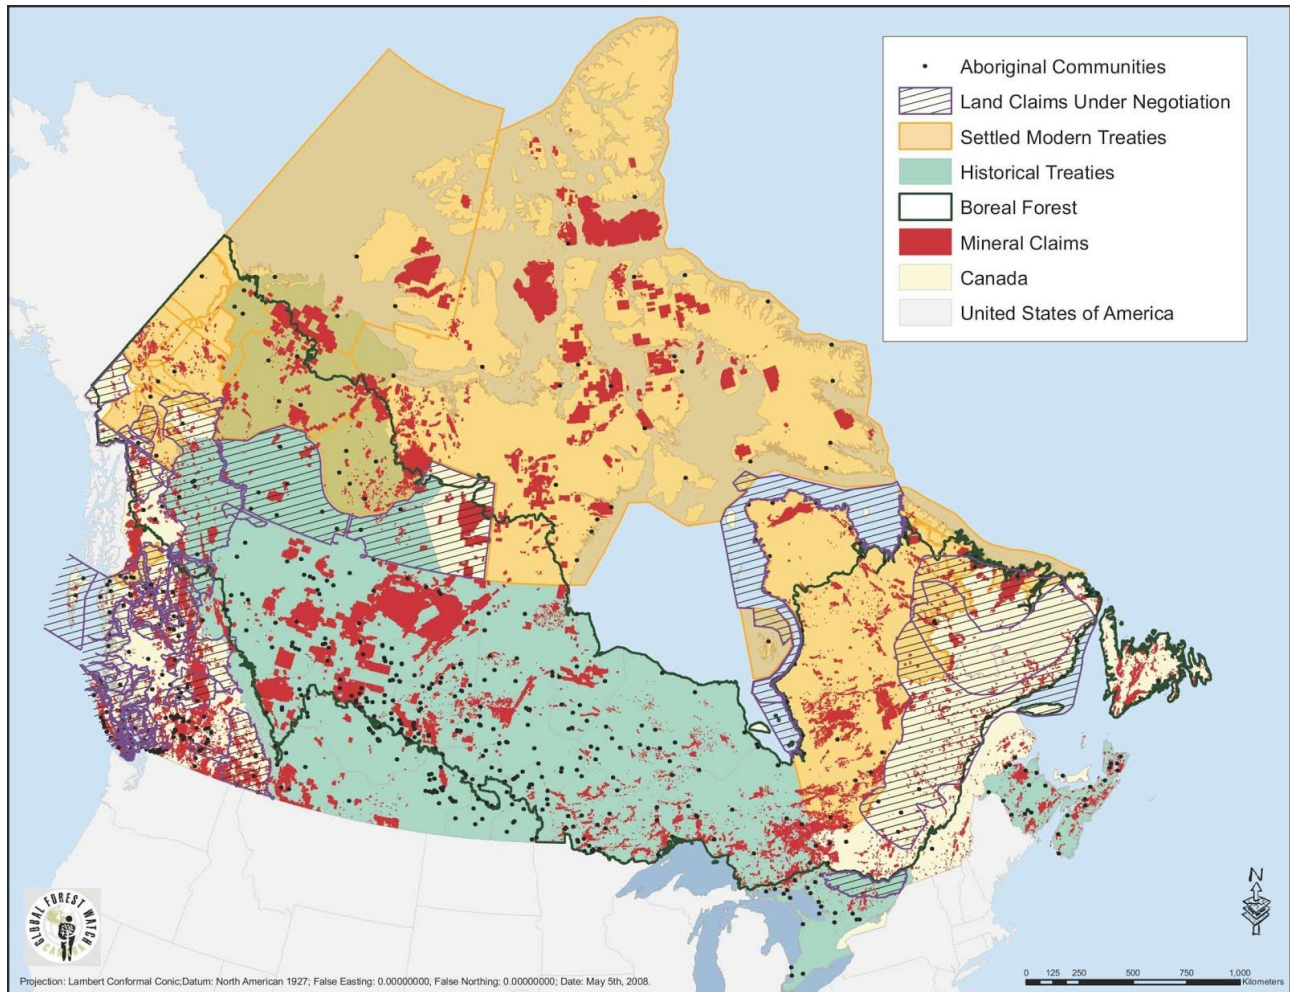 Aboriginal Communities
Land Claims Under Negotiation
Settled Modern Treaties
Historical Treaties
Boreal Forest
Mineral Claims
Canada
United States of America
N
GLOBAL FOREST WATCH
CANADA
0 125 250 500 750 1,000
Kilometers
Projection: Lambert Conformal Conic;Datum: North American 1927; False Easting: 0.00000000, False Northing: 0.00000000; Date: May 5th, 2008.